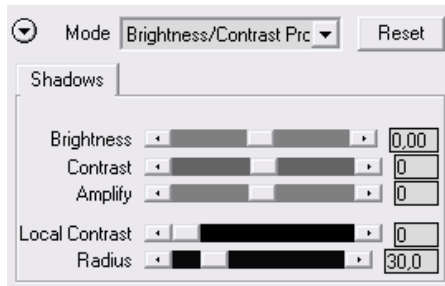 Mode Brightness/Contrast Prc Reset
Shadows
Brightness 0,00
Contrast 0
Amplify 0
Local Contrast 0
Radius 30,0